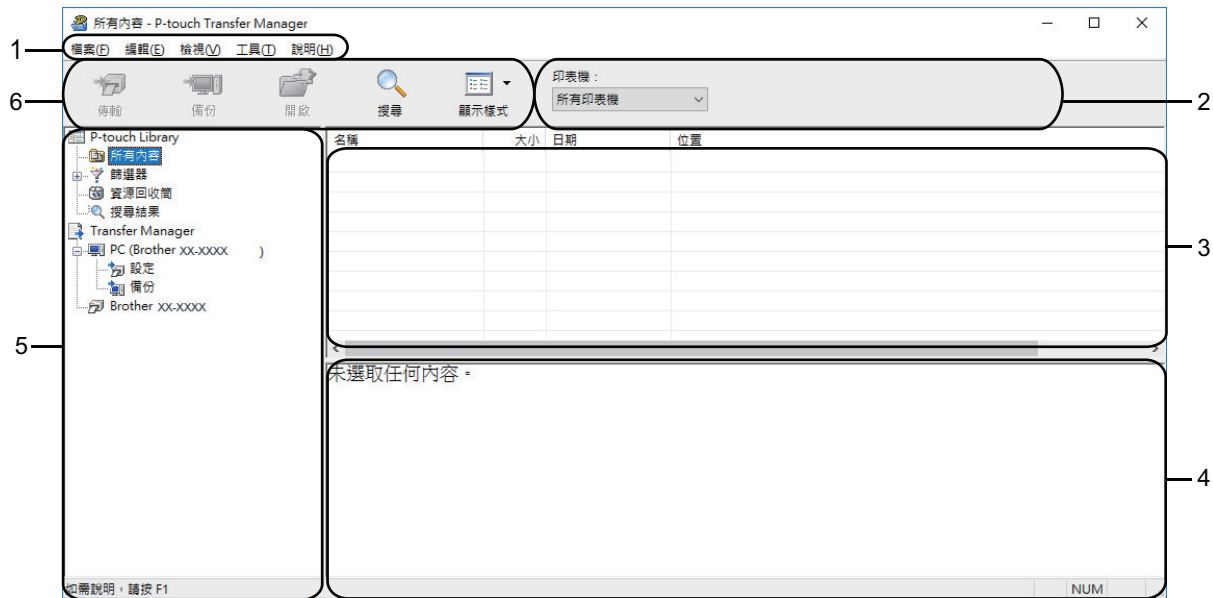 所有內容 - P-touch Transfer Manager
檔案(F) 編輯(E) 檢視(V) 工具(T) 說明(H)
1
傳輸 備份 開啟 搜尋 顯示樣式
印表機：
所有印表機
6
2
P-touch Library
所有內容
篩選器
資源回收筒
搜尋結果
Transfer Manager
PC (Brother XX-XXXX )
設定
備份
Brother XX-XXXX
5
名稱 大小 日期 位置
3
未選取任何內容。
4
如需說明，請按 F1
NUM